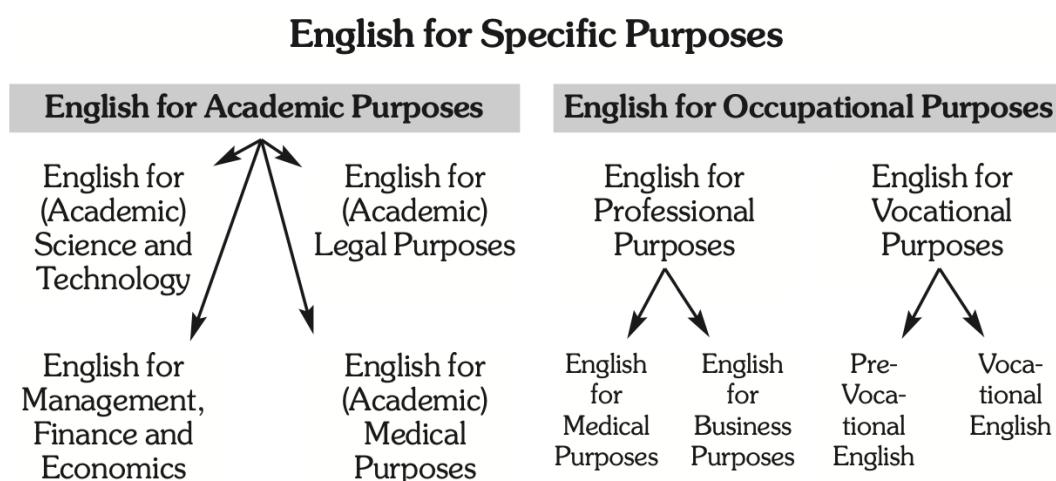 English for Specific Purposes
English for Academic Purposes
English for
(Academic)
Science and
Technology
English for
(Academic)
Legal Purposes
English for
Management,
Finance and
Economics
English for
(Academic)
Medical
Purposes
English for Occupational Purposes
English for
Professional
Purposes
English for
Vocational
Purposes
English
for
Medical
Purposes
English
for
Business
Purposes
Pre-
Voca-
tional
English
Voca-
tional
English